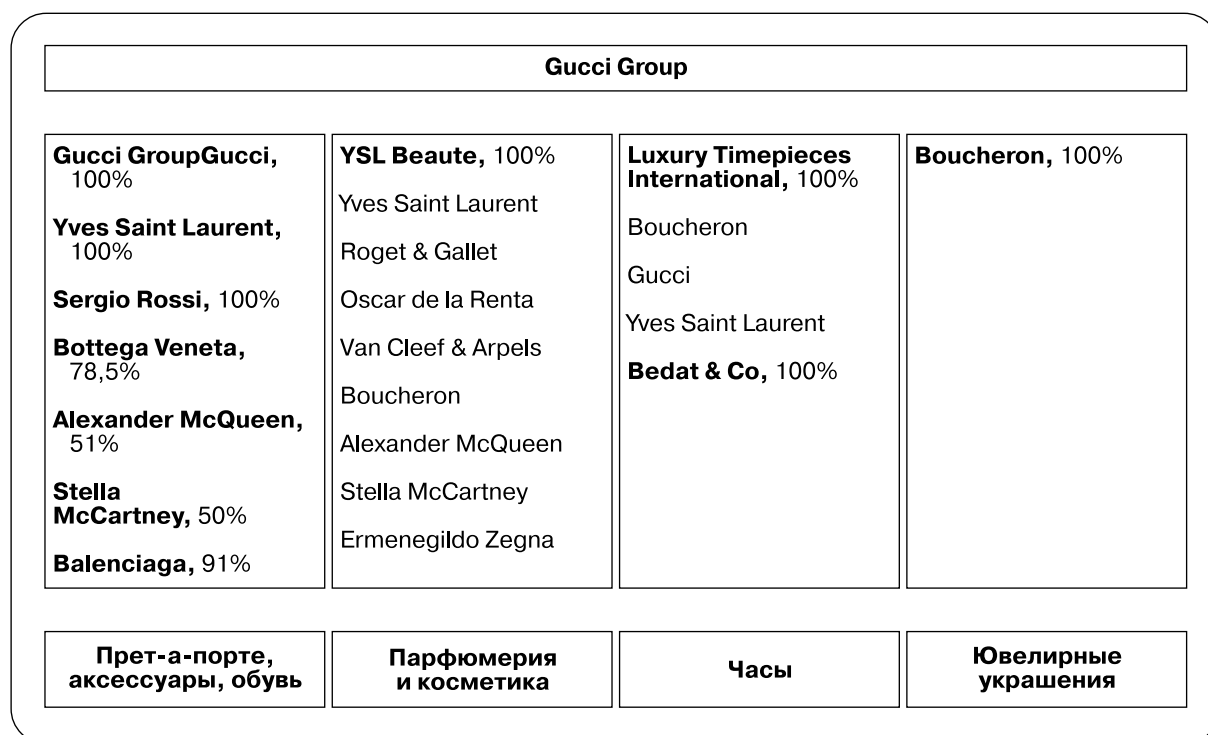 Gucci Group
Gucci GroupGucci,
100%
Yves Saint Laurent,
100%
Sergio Rossi, 100%
Bottega Veneta,
78,5%
Alexander McQueen,
51%
Stella
McCartney, 50%
Balenciaga, 91%
YSL Beaute, 100%
Yves Saint Laurent
Roget & Gallet
Oscar de la Renta
Van Cleef & Arpels
Boucheron
Alexander McQueen
Stella McCartney
Ermenegildo Zegna
Luxury Timepieces
International, 100%
Boucheron
Gucci
Yves Saint Laurent
Bedat & Co, 100%
Boucheron, 100%
Прет-а-порте,
аксессуары, обувь
Парфюмерия
и косметика
Часы
Ювелирные
украшения